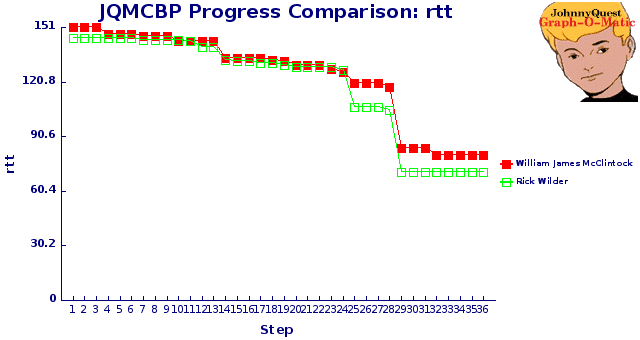 JQMCBP Progress Comparison: rtt
JohnnyQuest
Graph-O-Matic
151
120.8
90.6
60.4
30.2
0
rtt
William James McClintock
Rick Wilder
1 2 3 4 5 6 7 8 9 10 11 12 13 14 15 16 17 18 19 20 21 22 23 24 25 26 27 28 29 30 31 32 33 34 35 36
Step